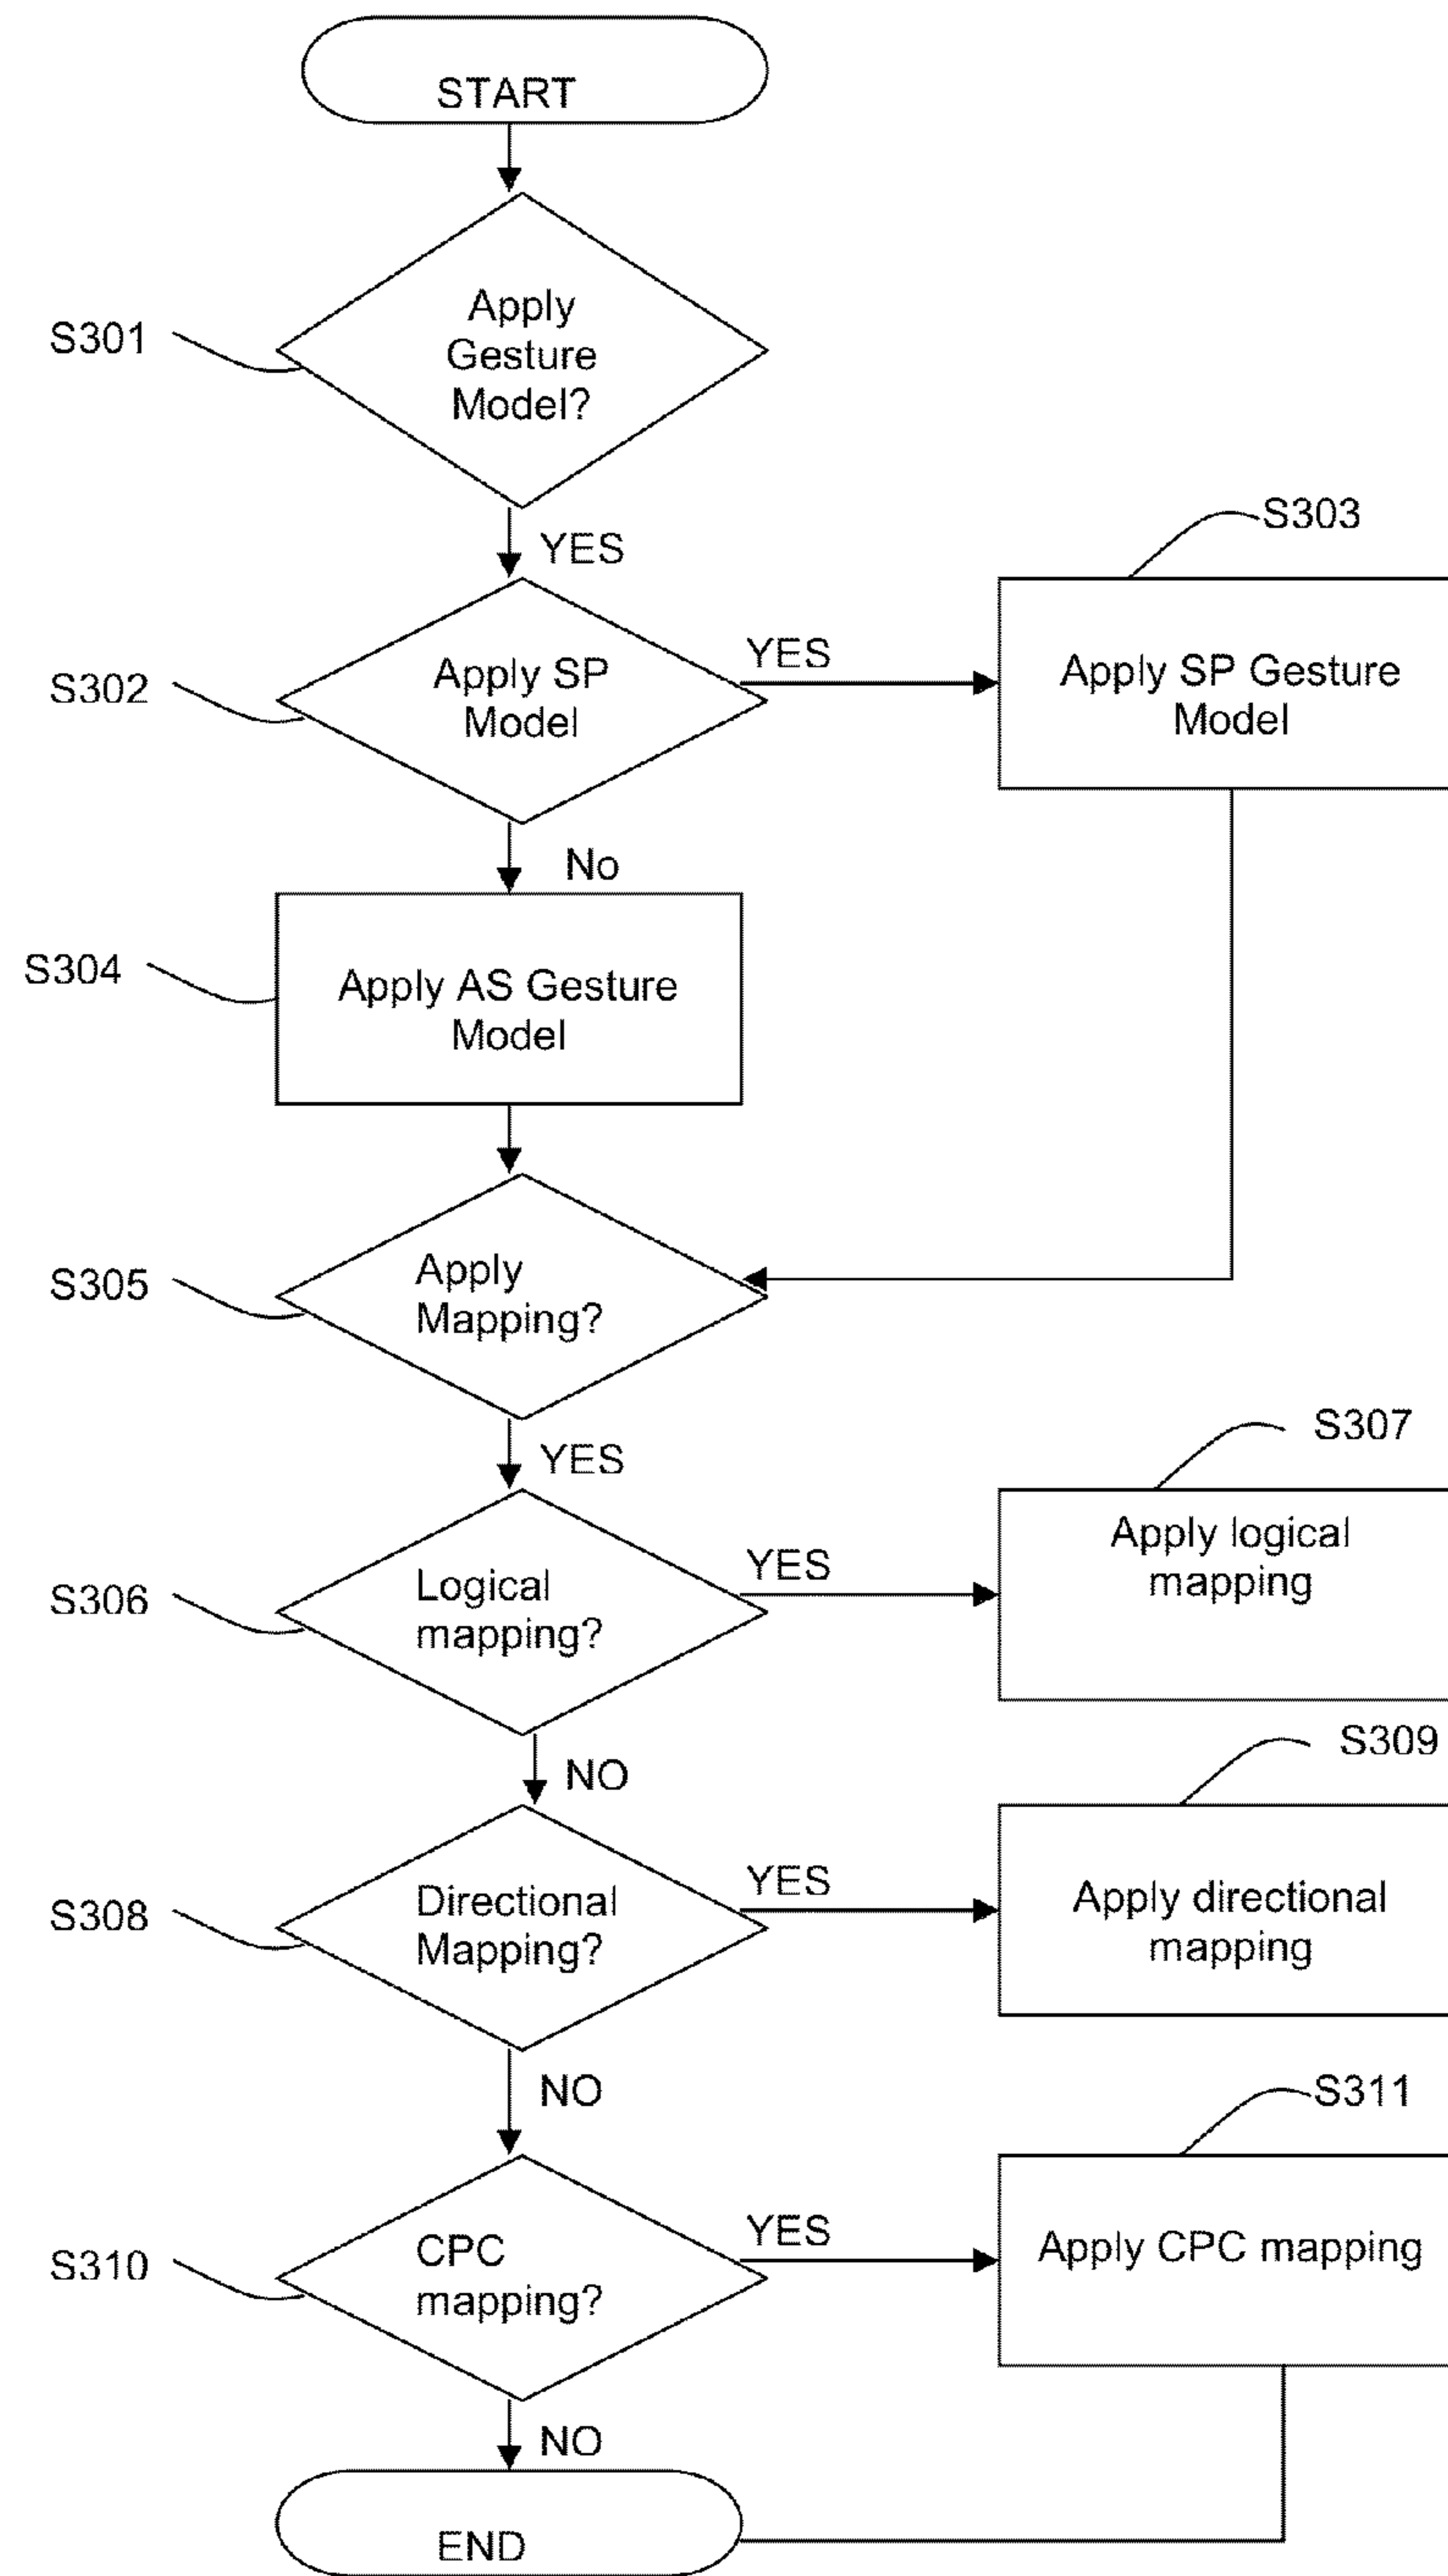 START
S301
Apply
Gesture
Model?
YES
S302
Apply SP
Model
YES
S303
Apply SP Gesture
Model
No
S304
Apply AS Gesture
Model
S305
Apply
Mapping?
YES
S306
Logical
mapping?
YES
S307
Apply logical
mapping
NO
S308
Directional
Mapping?
YES
S309
Apply directional
mapping
NO
S310
CPC
mapping?
YES
S311
Apply CPC mapping
NO
END